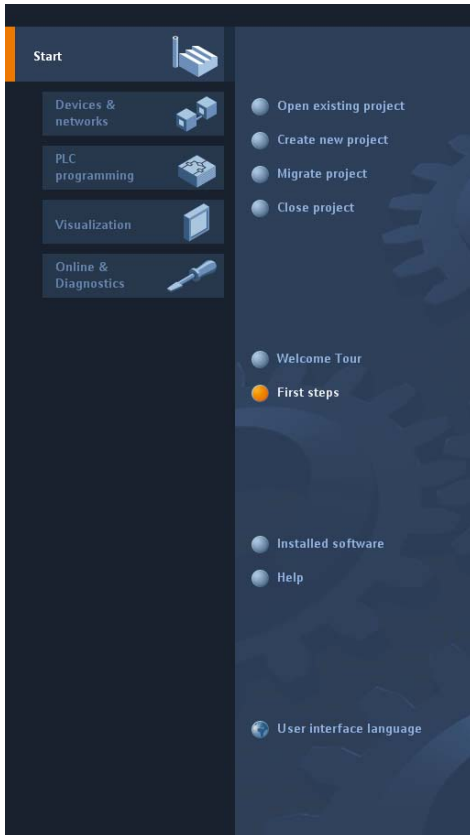 Start
Devices &
networks
PLC
programming
Visualization
Online &
Diagnostics
Open existing project
Create new project
Migrate project
Close project
Welcome Tour
First steps
Installed software
Help
User interface language